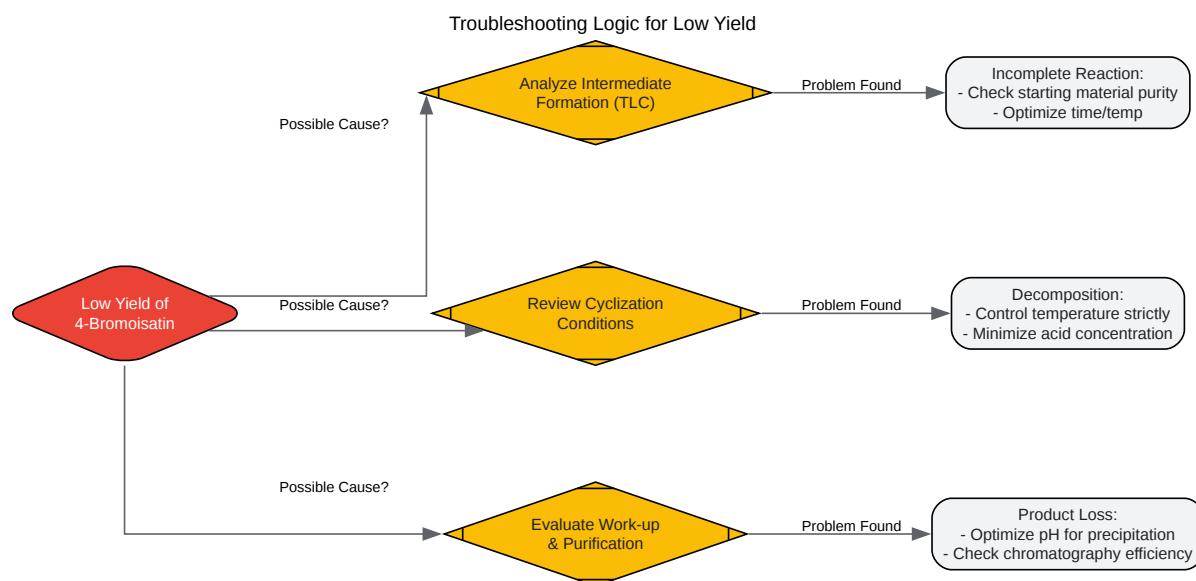 Troubleshooting Logic for Low Yield
Analyze Intermediate
Formation (TLC)
Problem Found
Incomplete Reaction:
- Check starting material purity
- Optimize time/temp
Possible Cause?
Low Yield of
4-Bromoisatin
Possible Cause?
Review Cyclization
Conditions
Problem Found
Decomposition:
- Control temperature strictly
- Minimize acid concentration
Possible Cause?
Evaluate Work-up
& Purification
Problem Found
Product Loss:
- Optimize pH for precipitation
- Check chromatography efficiency